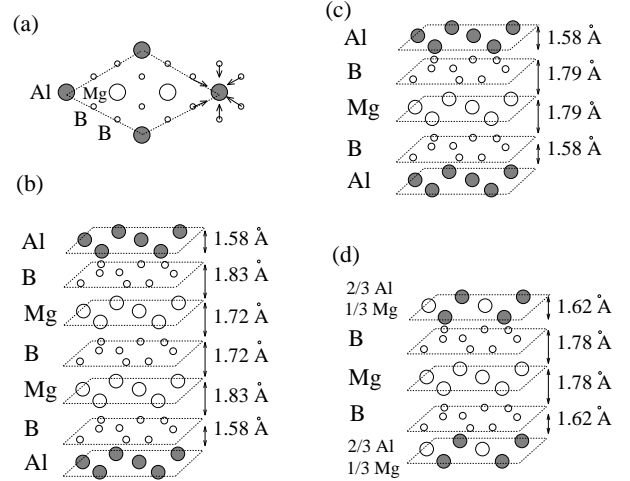 (a)
Al
Mg
B
B
(b)
Al
1.58 Å
B
1.83 Å
Mg
1.72 Å
B
1.72 Å
Mg
1.83 Å
B
1.58 Å
Al
(c)
Al
1.58 Å
B
1.79 Å
Mg
1.79 Å
B
1.58 Å
Al
(d)
2/3 Al
1/3 Mg
1.62 Å
B
1.78 Å
Mg
1.78 Å
B
1.62 Å
2/3 Al
1/3 Mg